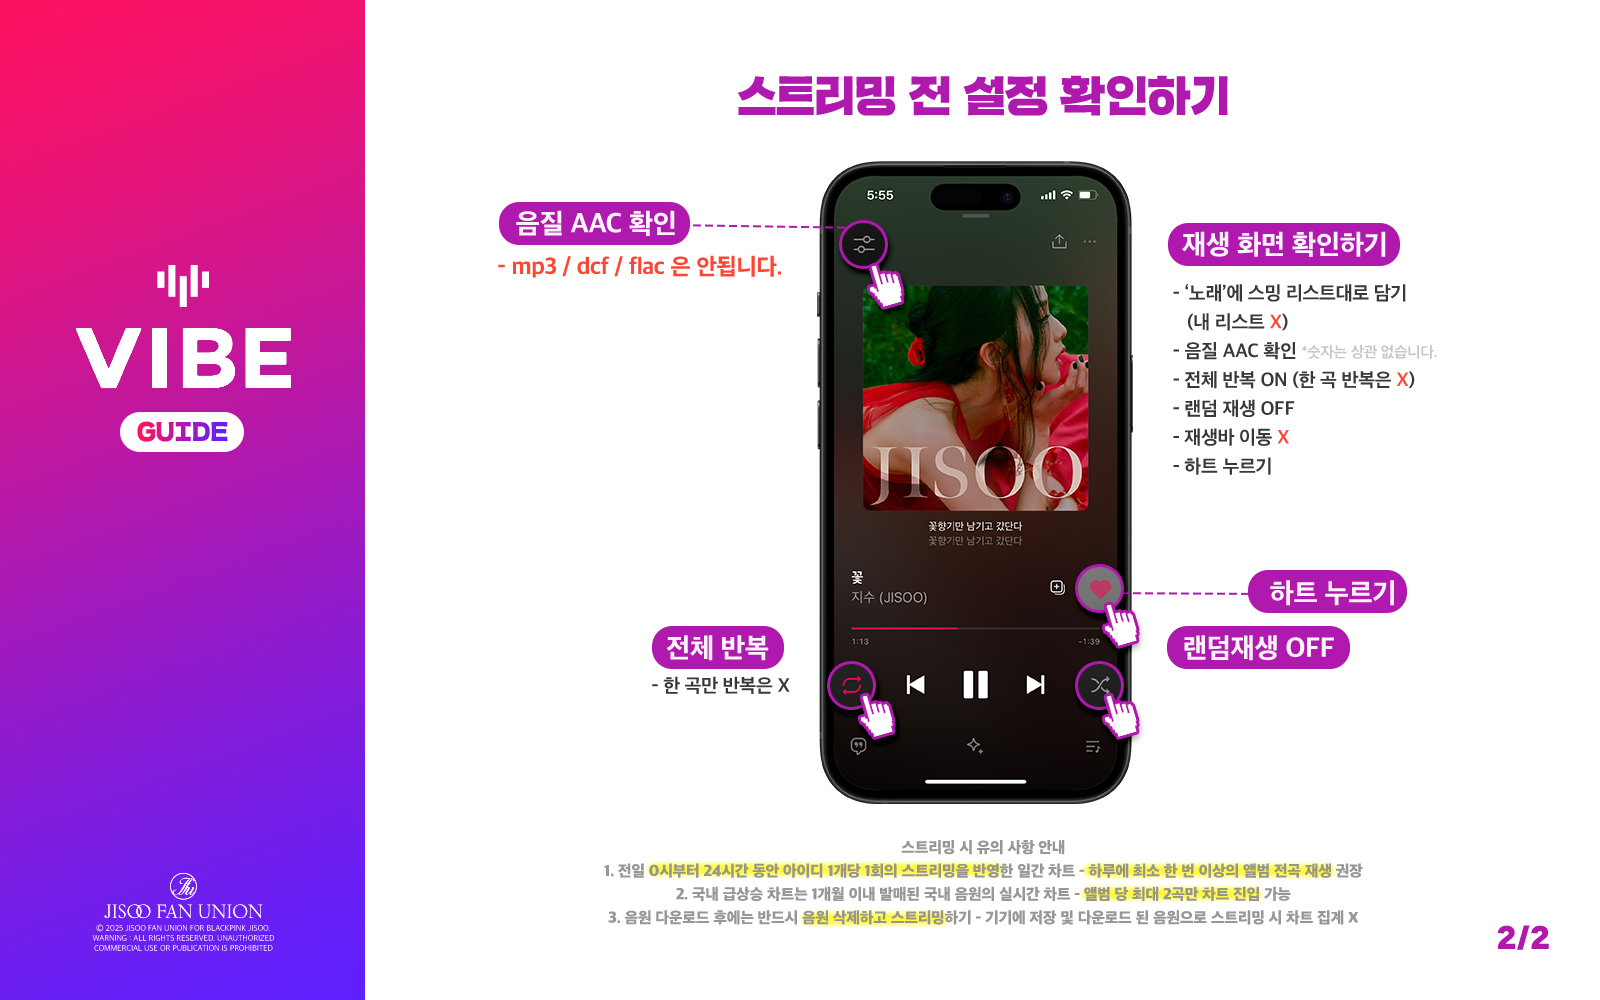 VIBE
GUIDE
JISOO FAN UNION
© 2025 JISOO FAN UNION FOR BLACKPINK JISOO.
WARNING : ALL RIGHTS RESERVED. UNAUTHORIZED
COMMERCIAL USE OR PUBLICATION IS PROHIBITED
스트리밍 전 설정 확인하기
음질 AAC 확인
- mp3 / dcf / flac 은 안됩니다.
5:55
JISOO
꽃향기만 남기고 갔단다
꽃향기만 남기고 갔단다
꽃
지수 (JISOO)
1:13
-1:39
전체 반복
- 한 곡만 반복은 X
재생 화면 확인하기
- ‘노래’에 스밍 리스트대로 담기
(내 리스트 X)
- 음질 AAC 확인 *숫자는 상관 없습니다.
- 전체 반복 ON (한 곡 반복은 X)
- 랜덤 재생 OFF
- 재생바 이동 X
- 하트 누르기
하트 누르기
랜덤재생 OFF
스트리밍 시 유의 사항 안내
1. 전일 0시부터 24시간 동안 아이디 1개당 1회의 스트리밍을 반영한 일간 차트 - 하루에 최소 한 번 이상의 앨범 전곡 재생 권장
2. 국내 급상승 차트는 1개월 이내 발매된 국내 음원의 실시간 차트 - 앨범 당 최대 2곡만 차트 진입 가능
3. 음원 다운로드 후에는 반드시 음원 삭제하고 스트리밍하기 - 기기에 저장 및 다운로드 된 음원으로 스트리밍 시 차트 집계 X
2/2